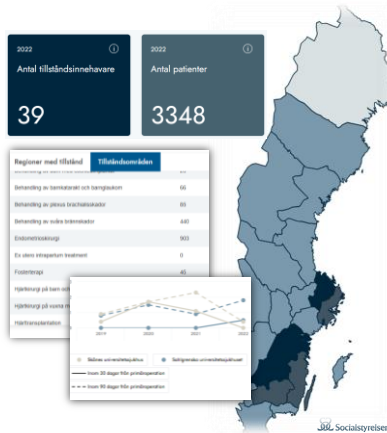 2022
Antal tillståndsinnehavare
39
2022
Antal patienter
3348
Regioner med tillstånd
Tillståndsområden
Behandling av barnkatarakt och barnglaukom
66
Behandling av plexus brachialisskador
Behandling av svåra brännskador
440
Endometrioskirurgi
903
Ex utero intrapartum treatment
0
Fosterterapi
45
Hjärtkirurgi på barn och
Hjärtkirurgi på vuxna m
Hjärttransplantation
2019
2020
2021
2022
Skånes universitetssjukhus
Sahlgrenska universitetssjukhuset
Inom 30 dagar från primäroperation
Inom 90 dagar från primäroperation
Socialstyrelsen